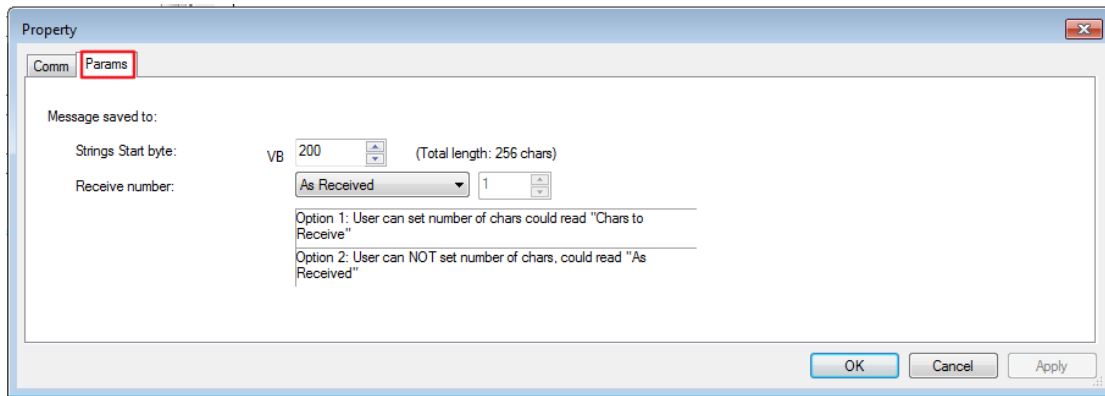 Property
Comm Params
Message saved to:
Strings Start byte: VB 200 (Total length: 256 chars)
Receive number: As Received 1
Option 1: User can set number of chars could read "Chars to
Receive"
Option 2: User can NOT set number of chars, could read "As
Received"
OK Cancel Apply